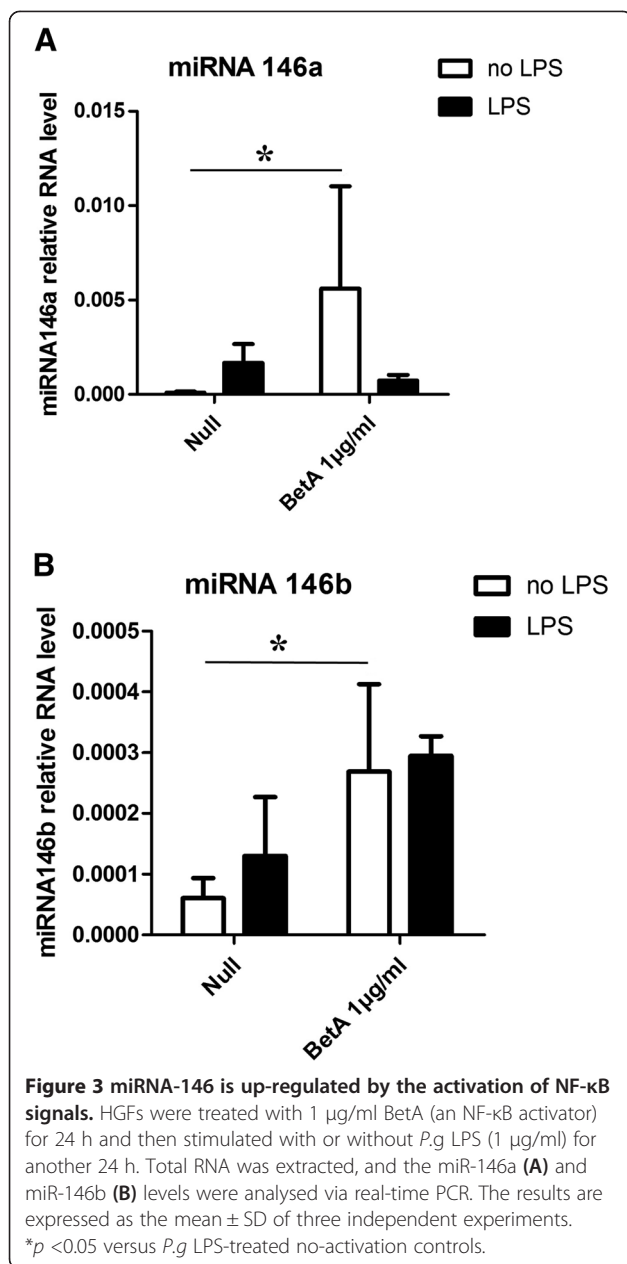 A
miRNA 146a
no LPS
LPS
miRNA146a relative RNA level
0.015
0.010
0.005
0.000
*
Null
BetA 1µg/ml
B
miRNA 146b
no LPS
LPS
miRNA146b relative RNA level
0.0005
0.0004
0.0003
0.0002
0.0001
0.0000
*
Null
BetA 1µg/ml
Figure 3 miRNA-146 is up-regulated by the activation of NF-κB
signals. HGFs were treated with 1 μg/ml BetA (an NF-κB activator)
for 24 h and then stimulated with or without P.g LPS (1 μg/ml) for
another 24 h. Total RNA was extracted, and the miR-146a (A) and
miR-146b (B) levels were analysed via real-time PCR. The results are
expressed as the mean ± SD of three independent experiments.
*p <0.05 versus P.g LPS-treated no-activation controls.